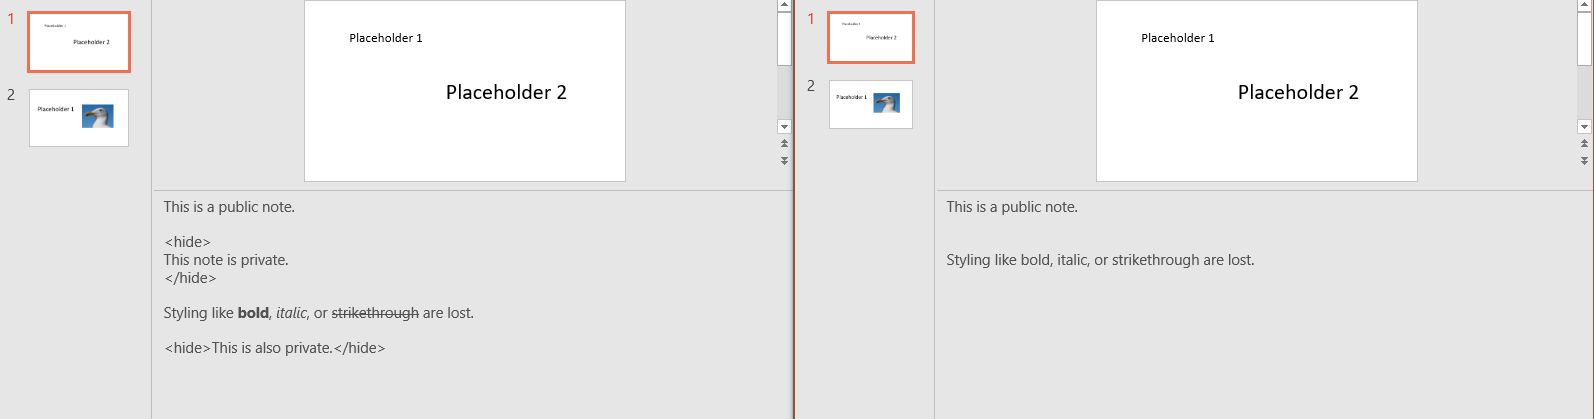 1
Placeholder 1
Placeholder 2
2
Placeholder 1
Placeholder 1
Placeholder 2
This is a public note.
<hide>
This note is private.
</hide>
Styling like bold, italic, or strikethrough are lost.
<hide>This is also private.</hide>
1
Placeholder 1
Placeholder 2
2
Placeholder 1
Placeholder 1
Placeholder 2
This is a public note.
Styling like bold, italic, or strikethrough are lost.